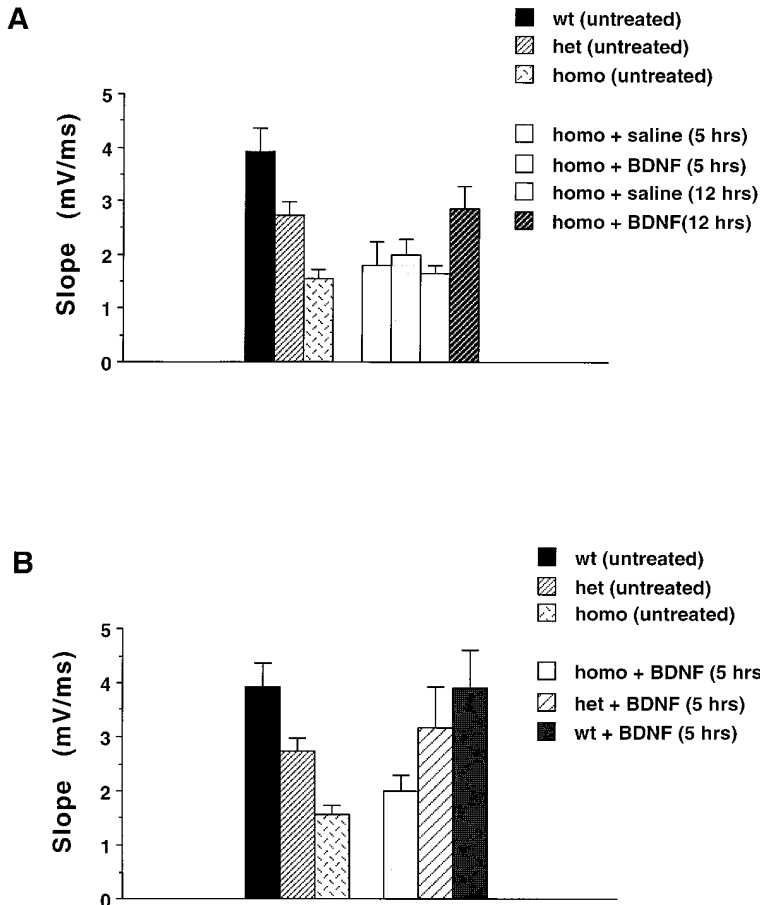 A
wt (untreated)
het (untreated)
homo (untreated)
homo + saline (5 hrs)
homo + BDNF (5 hrs)
homo + saline (12 hrs)
homo + BDNF(12 hrs)
Slope (mV/ms)
5
4
3
2
1
0
B
wt (untreated)
het (untreated)
homo (untreated)
homo + BDNF (5 hrs
het + BDNF (5 hrs)
wt + BDNF (5 hrs)
Slope (mV/ms)
5
4
3
2
1
0